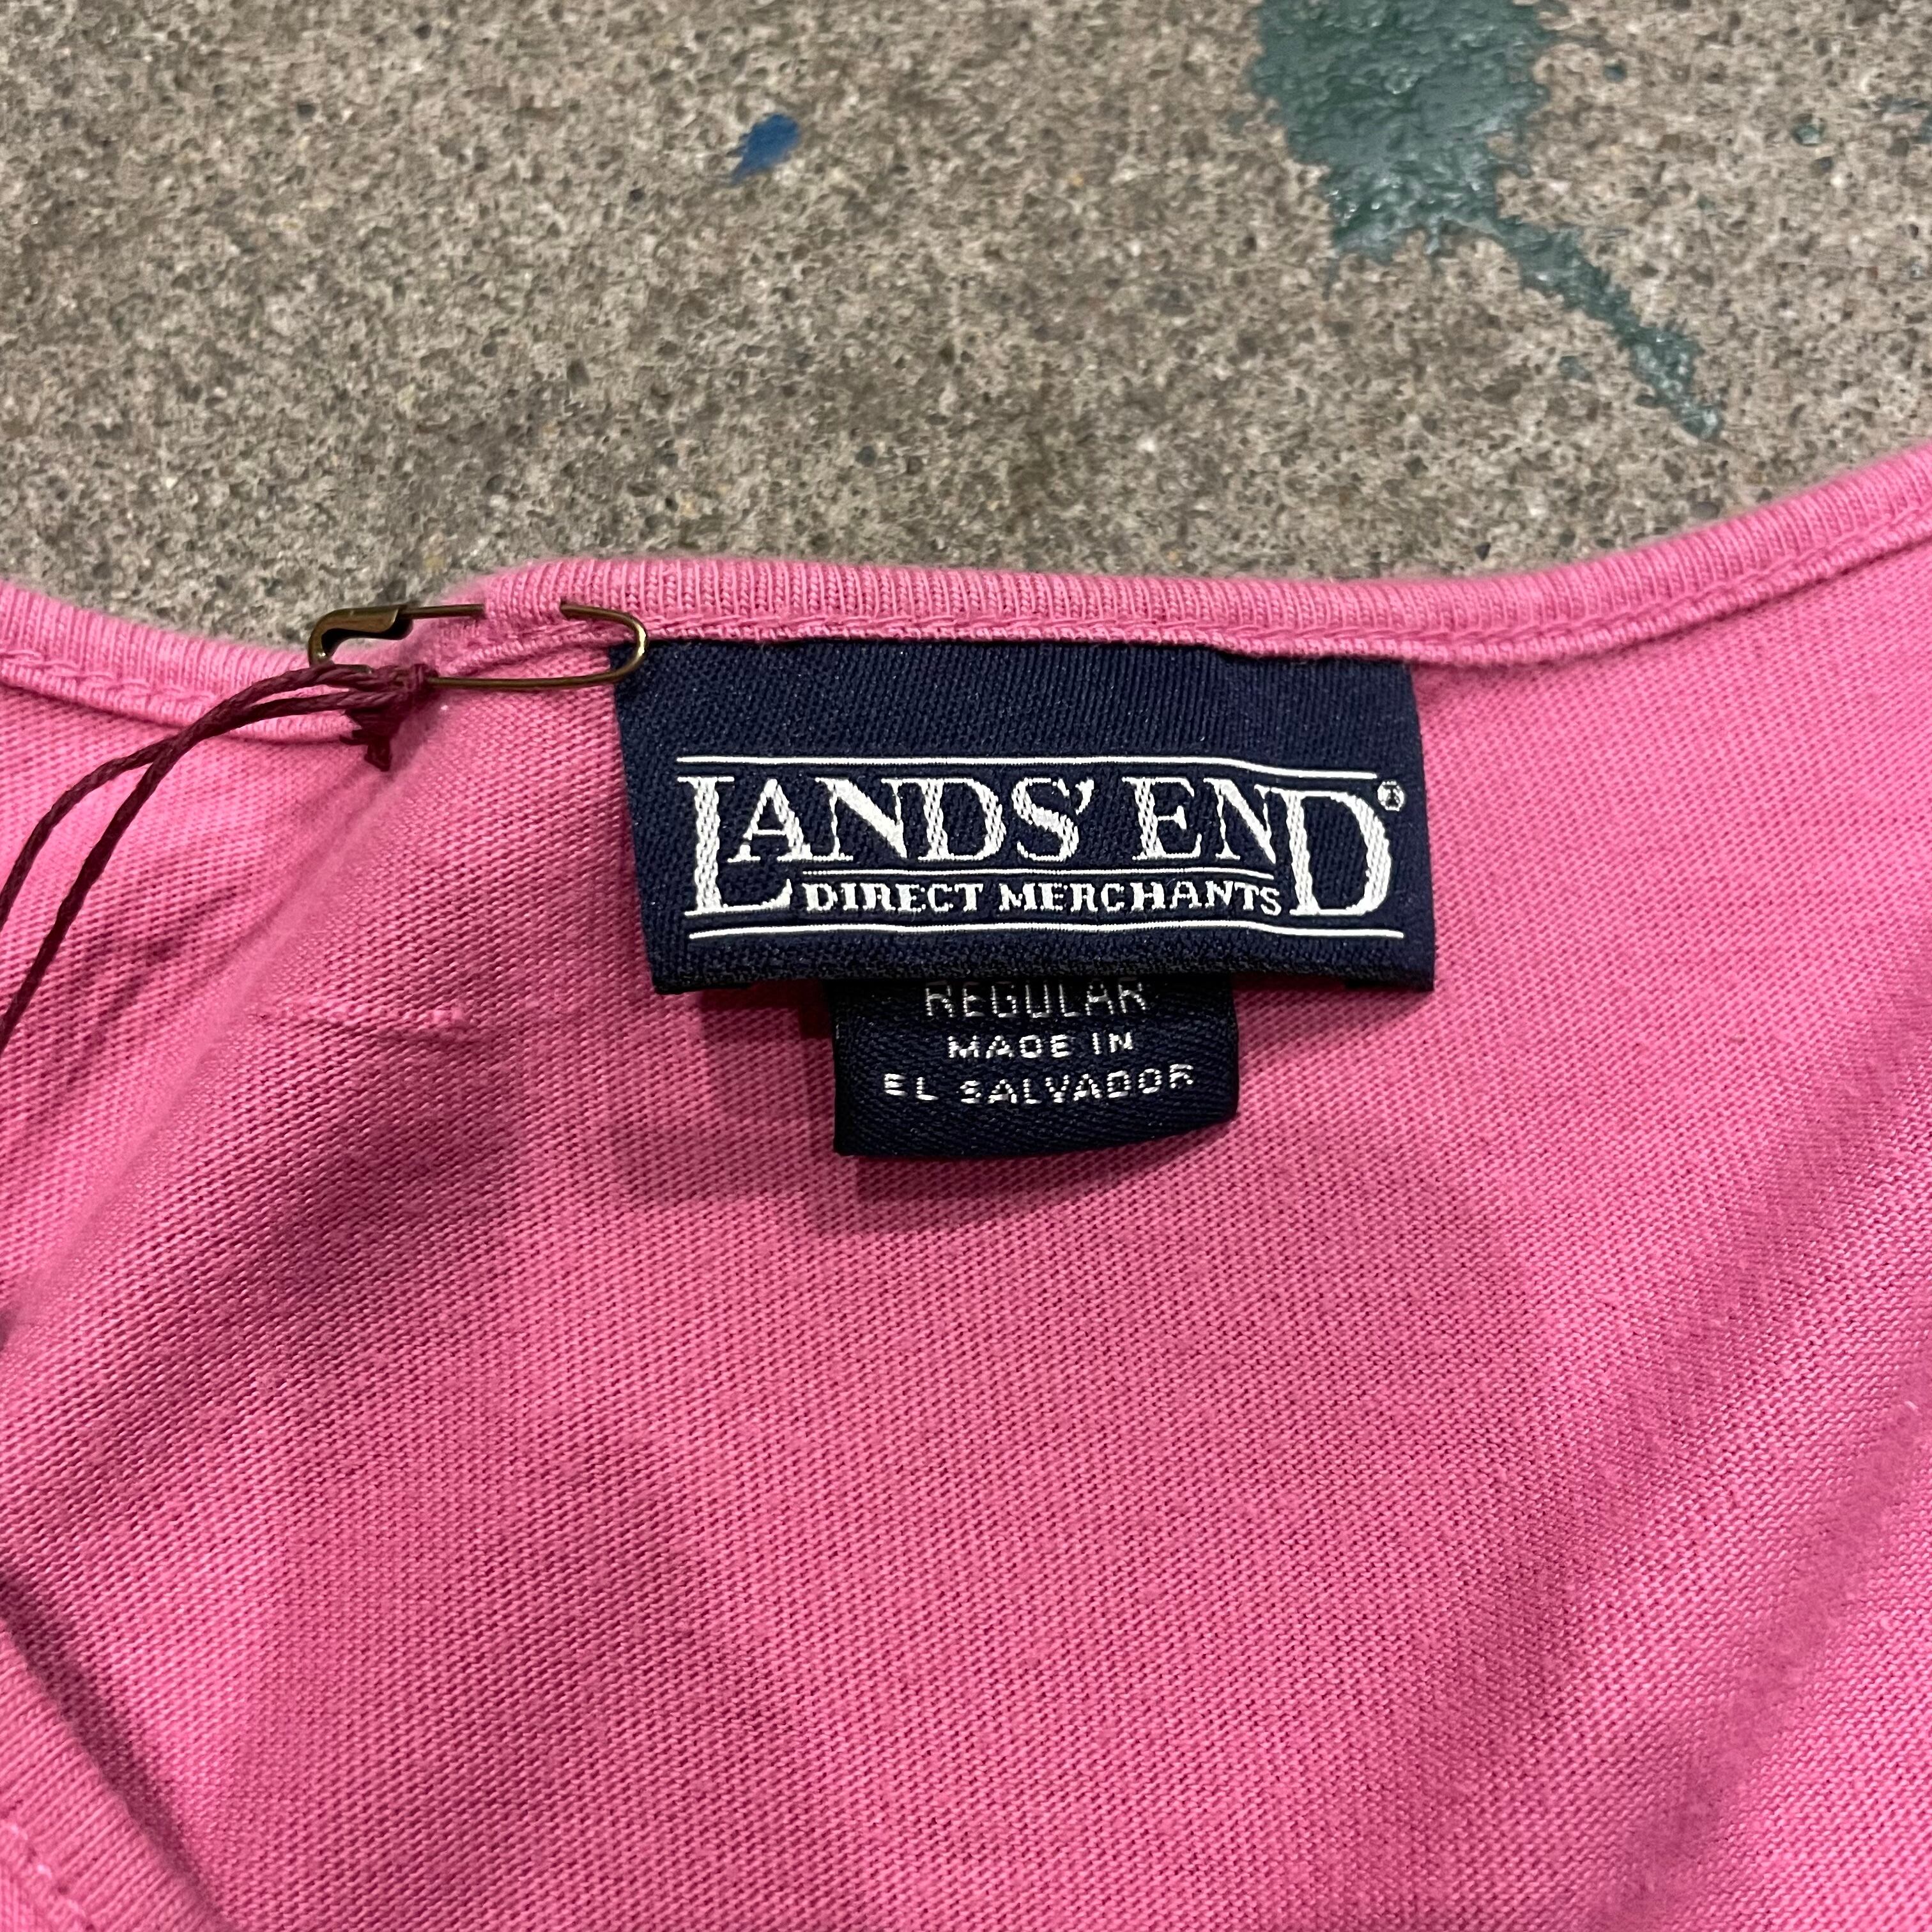 LANDS' END®
DIRECT MERCHANTS
REGULAR
MADE IN
EL SALVADOR